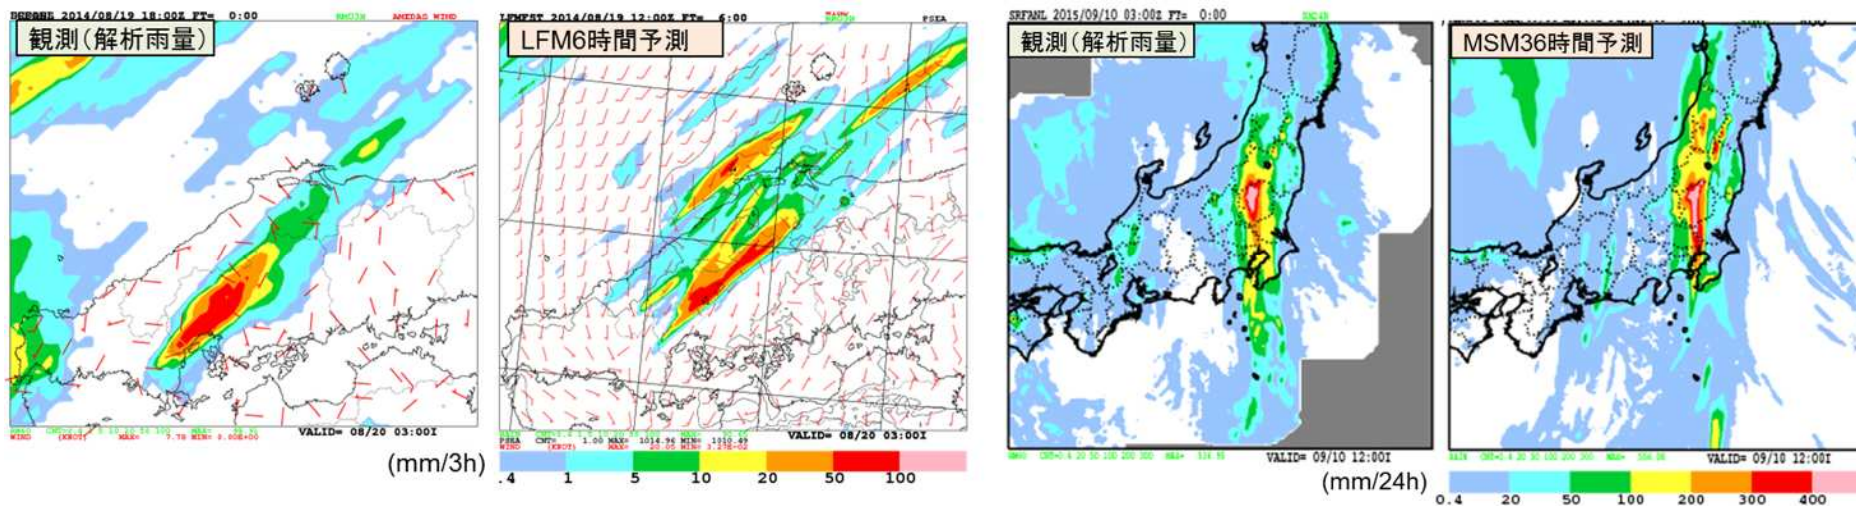 2014/08/19 18:00Z FT= 0:00
AMEDAS WIND
観測(解析雨量)
VALID= 08/20 03:00I
LFMFST 2014/08/19 12:00Z FT= 6:00
PSEA
LFM6時間予測
VALID= 08/20 03:00I
(mm/3h)
.4 1 5 10 20 50 100
SRFANL 2015/09/10 03:00Z FT= 0:00
RADAR
観測(解析雨量)
VALID= 09/10 12:00I
MSM36時間予測
VALID= 09/10 12:00I
(mm/24h)
0.4 20 50 100 200 300 400